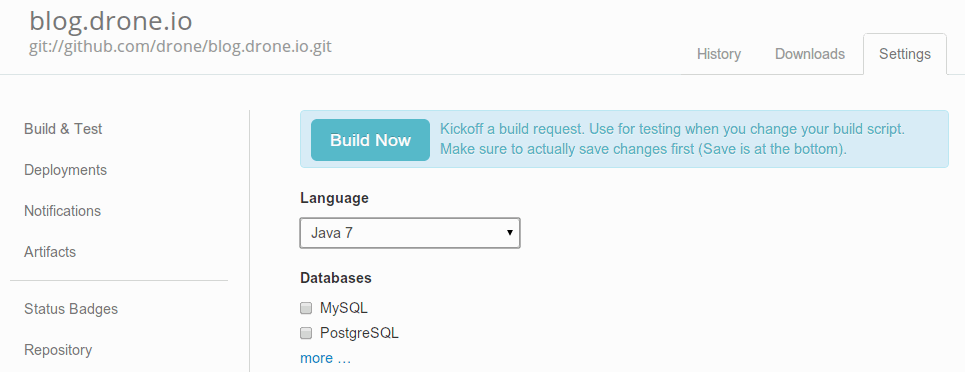 blog.drone.io
git://github.com/drone/blog.drone.io.git
History
Downloads
Settings
Build & Test
Deployments
Notifications
Artifacts
Status Badges
Repository
Build Now
Kickoff a build request. Use for testing when you change your build script.
Make sure to actually save changes first (Save is at the bottom).
Language
Java 7
Databases
MySQL
PostgreSQL
more …